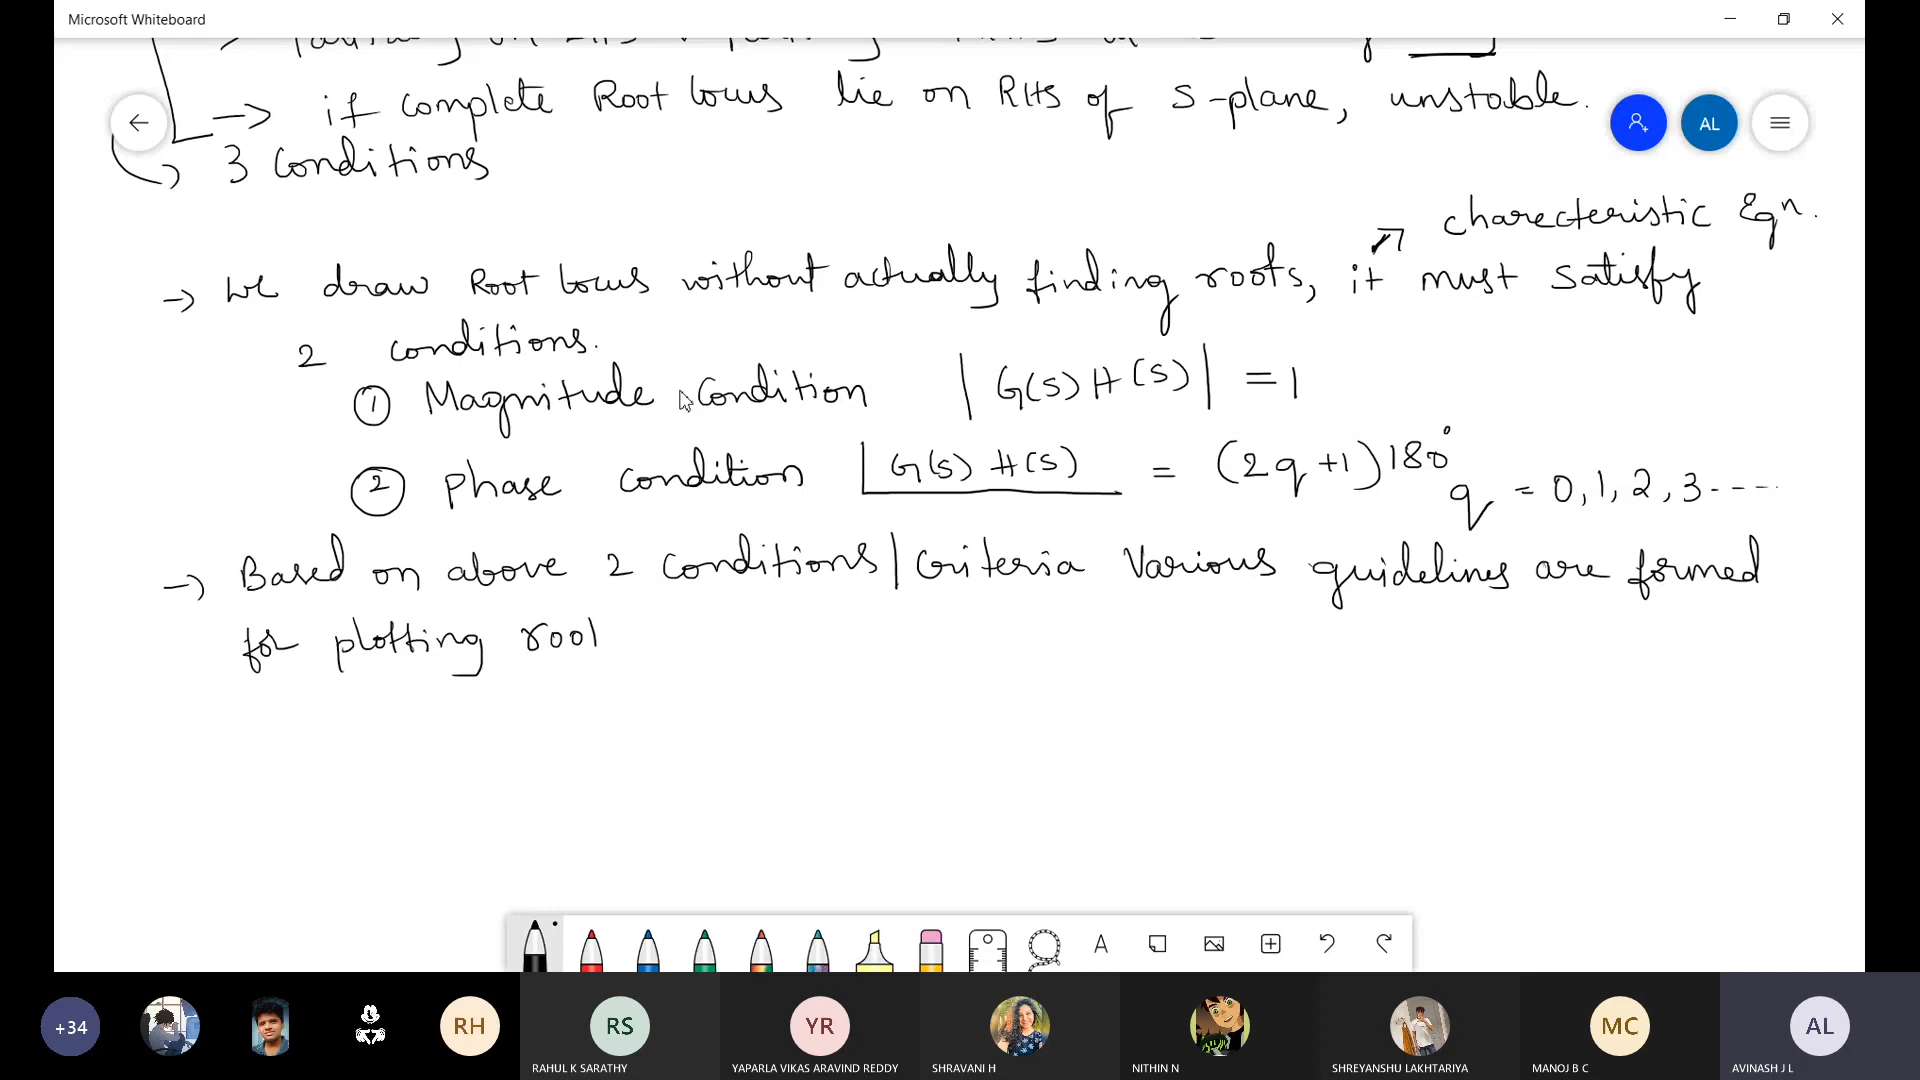 Microsoft Whiteboard
→ if complete Root locus lie on RHS of S-plane, unstable.
AL
→ 3 conditions
charecteristic Eqn.
→ we draw Root locus without actually finding roots, it must satisfy
2 conditions.
① Magnitude condition |G(s)H(s)| = 1
② phase condition ∠G(s)H(s) = (2q+1)180° q = 0,1,2,3----
→ Based on above 2 conditions/criteria various guidelines are formed
for plotting rool
A
+34
RH
RS
YR
MC
AL
RAHUL K SARATHY
YAPARLA VIKAS ARAVIND REDDY
SHRAVANI H
NITHIN N
SHREYANSHU LAKHTARIYA
MANOJ B C
AVINASH J L